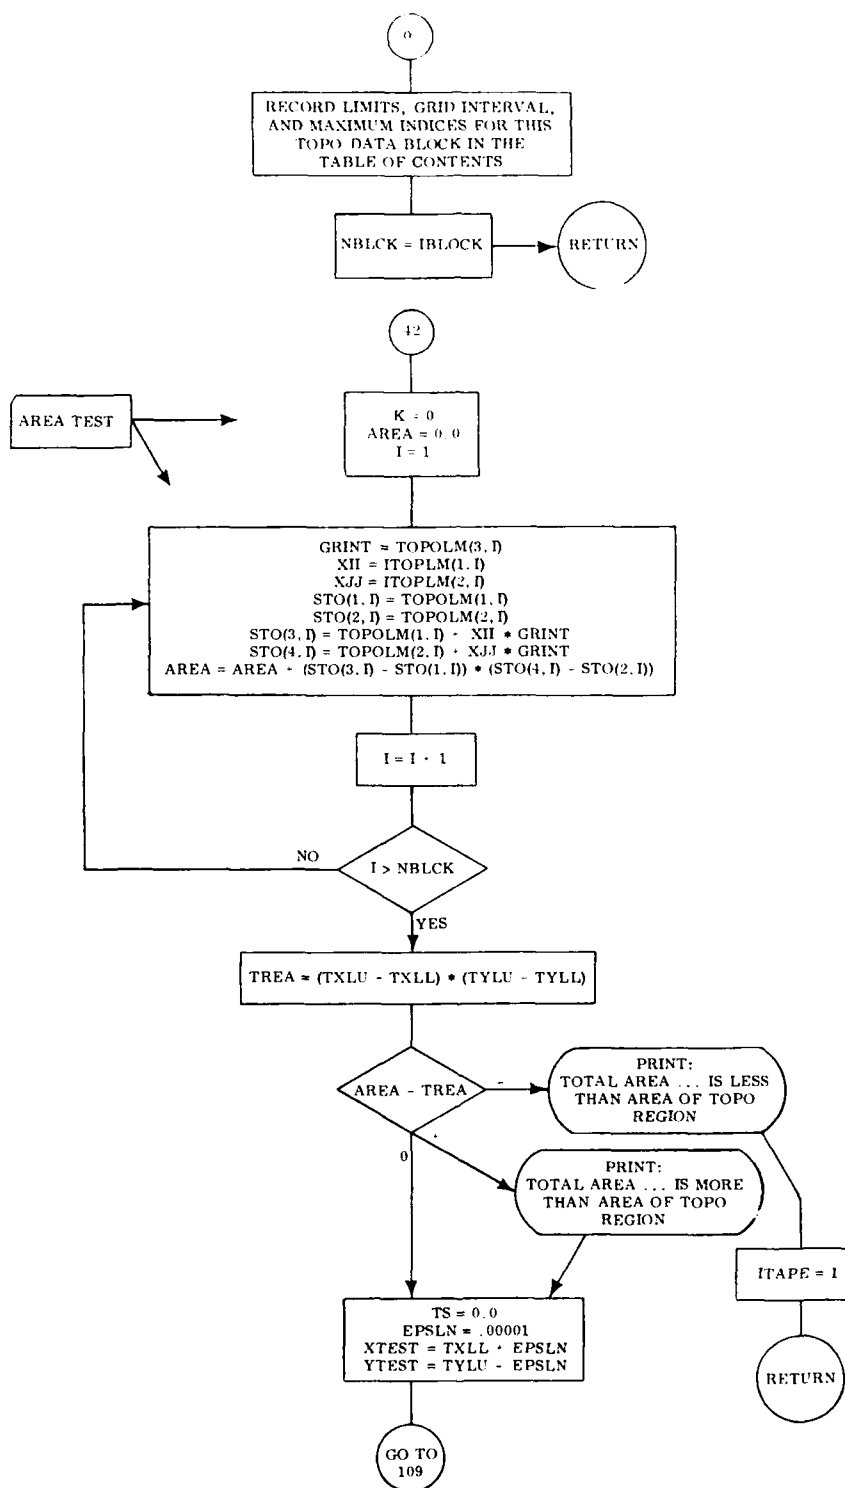 0
RECORD LIMITS, GRID INTERVAL,
AND MAXIMUM INDICES FOR THIS
TOPO DATA BLOCK IN THE
TABLE OF CONTENTS
NBLCK = IBLOCK
RETURN
42
AREA TEST
K = 0
AREA = 0.0
I = 1
GRINT = TOPOLM(3, I)
XII = ITOPLM(1, I)
XJJ = ITOPLM(2, I)
STO(1, I) = TOPOLM(1, I)
STO(2, I) = TOPOLM(2, I)
STO(3, I) = TOPOLM(1, I) + XII * GRINT
STO(4, I) = TOPOLM(2, I) + XJJ * GRINT
AREA = AREA + (STO(3, I) - STO(1, I)) * (STO(4, I) - STO(2, I))
I = I + 1
NO
I > NBLCK
YES
TREA = (TXLU - TXLL) * (TYLU - TYLL)
AREA - TREA
-
PRINT:
TOTAL AREA ... IS LESS
THAN AREA OF TOPO
REGION
+
0
PRINT:
TOTAL AREA ... IS MORE
THAN AREA OF TOPO
REGION
ITAPE = 1
TS = 0.0
EPSLN = .00001
XTEST = TXLL + EPSLN
YTEST = TYLU - EPSLN
RETURN
GO TO
109